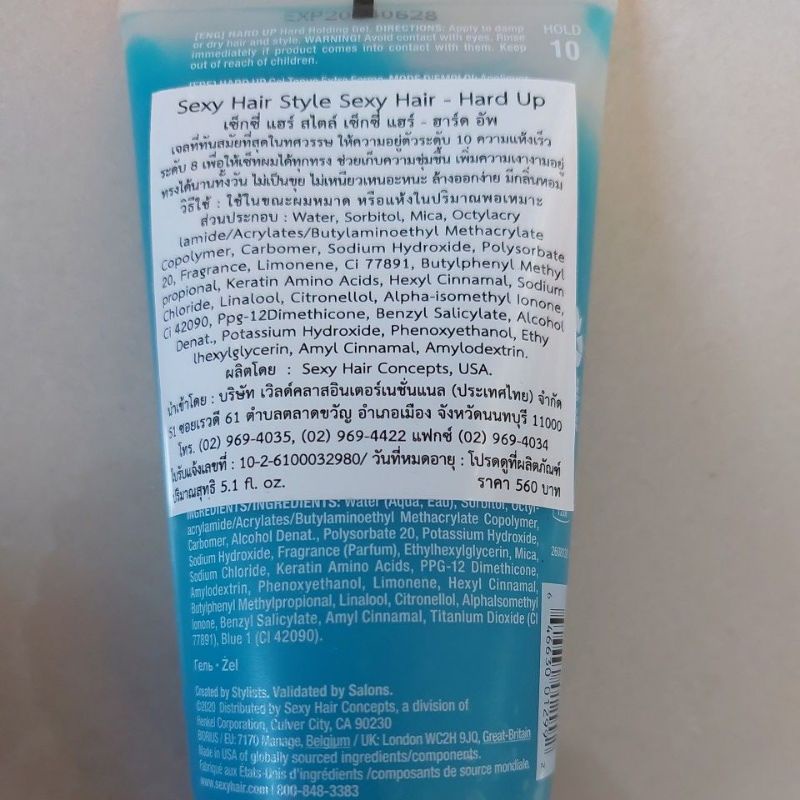 [ENG] HARD UP Hard Holding Gel. DIRECTIONS: Apply to damp
or dry hair and style. WARNING! Avoid contact with eyes. Rinse
immediately if product comes into contact with them. Keep
out of reach of children.
HOLD
10
Sexy Hair Style Sexy Hair - Hard Up
เซ็กซี่ แฮร์ สไตล์ เซ็กซี่ แฮร์ - ฮาร์ด อัพ
เจลที่ทันสมัยที่สุดในทศวรรษ ให้ความอยู่ตัวระดับ 10 ความแห้งเร็ว
ระดับ 8 เพื่อให้เซ็ทผมได้ทุกทรง ช่วยเก็บความชุ่มชื้น เพิ่มความเงางามอยู่
ทรงได้นานทั้งวัน ไม่เป็นขุย ไม่เหนียวเหนอะหนะ ล้างออกง่าย มีกลิ่นหอม
วิธีใช้ : ใช้ในขณะผมหมาด หรือแห้งในปริมาณพอเหมาะ
ส่วนประกอบ : Water, Sorbitol, Mica, Octylacry
lamide/Acrylates/Butylaminoethyl Methacrylate
Copolymer, Carbomer, Sodium Hydroxide, Polysorbate
20, Fragrance, Limonene, Ci 77891, Butylphenyl Methyl
propional, Keratin Amino Acids, Hexyl Cinnamal, Sodium
Chloride, Linalool, Citronellol, Alpha-isomethyl Ionone,
Ci 42090, Ppg-12Dimethicone, Benzyl Salicylate, Alcohol
Denat., Potassium Hydroxide, Phenoxyethanol, Ethy
lhexylglycerin, Amyl Cinnamal, Amylodextrin.
ผลิตโดย : Sexy Hair Concepts, USA.
นำเข้าโดย : บริษัท เวิลด์คลาสอินเตอร์เนชั่นแนล (ประเทศไทย) จำกัด
51 ซอยเรวดี 61 ตำบลตลาดขวัญ อำเภอเมือง จังหวัดนนทบุรี 11000
โทร. (02) 969-4035, (02) 969-4422 แฟกซ์ (02) 969-4034
ใบรับแจ้งเลขที่ : 10-2-6100032980/ วันที่หมดอายุ : โปรดดูที่ผลิตภัณฑ์
ปริมาณสุทธิ 5.1 fl. oz. ราคา 560 บาท
INGREDIENTS/INGRÉDIENTS: Water (Aqua, Eau), Sorbitol, Octyl-
acrylamide/Acrylates/Butylaminoethyl Methacrylate Copolymer,
Carbomer, Alcohol Denat., Polysorbate 20, Potassium Hydroxide,
Sodium Hydroxide, Fragrance (Parfum), Ethylhexylglycerin, Mica,
Sodium Chloride, Keratin Amino Acids, PPG-12 Dimethicone,
Amylodextrin, Phenoxyethanol, Limonene, Hexyl Cinnamal,
Butylphenyl Methylpropional, Linalool, Citronellol, AlphaIsomethyl
Ionone, Benzyl Salicylate, Amyl Cinnamal, Titanium Dioxide (CI
77891), Blue 1 (CI 42090).
Гель • Żel
Created by Stylists. Validated by Salons.
©2020 Distributed by Sexy Hair Concepts, a division of
Henkel Corporation, Culver City, CA 90230
BORIUS / EU: 7170 Manage, Belgium / UK: London WC2H 9JQ, Great-Britain
Made in USA of globally sourced ingredients/components.
Fabriqué aux États-Unis d'ingrédients /composants de source mondiale.
www.sexyhair.com | 800-848-3383